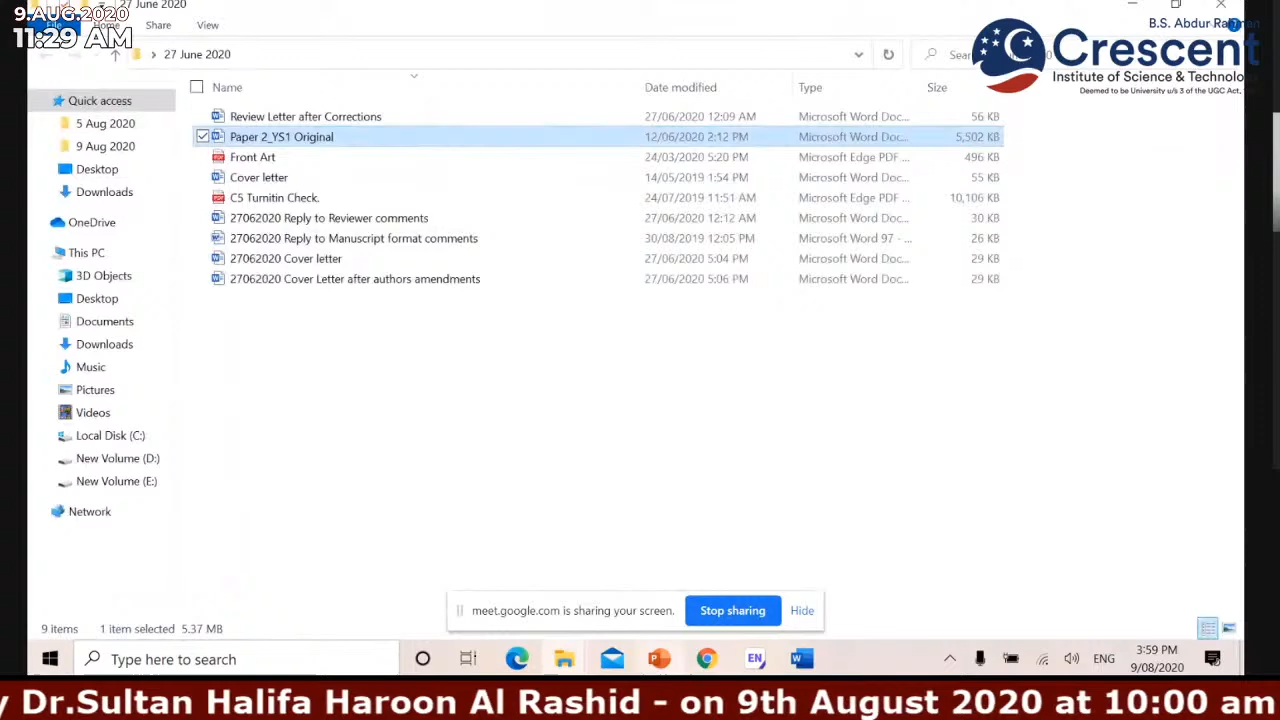 9.AUG.2020
11:29 AM
27 June 2020
File Home Share View
B.S. Abdur Rahman
Crescent
Institute of Science & Technology
Deemed to be University u/s 3 of the UGC Act,
27 June 2020
Name Date modified Type Size
Quick access
5 Aug 2020
9 Aug 2020
Desktop
Downloads
OneDrive
This PC
3D Objects
Desktop
Documents
Downloads
Music
Pictures
Videos
Local Disk (C:)
New Volume (D:)
New Volume (E:)
Network
Review Letter after Corrections 27/06/2020 12:09 AM Microsoft Word Doc... 56 KB
Paper 2_YS1 Original 12/06/2020 2:12 PM Microsoft Word Doc... 5,502 KB
Front Art 24/03/2020 5:20 PM Microsoft Edge PDF ... 496 KB
Cover letter 14/05/2019 1:54 PM Microsoft Word Doc... 55 KB
C5 Turnitin Check. 24/07/2019 11:51 AM Microsoft Edge PDF ... 10,106 KB
27062020 Reply to Reviewer comments 27/06/2020 12:12 AM Microsoft Word Doc... 30 KB
27062020 Reply to Manuscript format comments 30/08/2019 12:05 PM Microsoft Word 97 - ... 26 KB
27062020 Cover letter 27/06/2020 5:04 PM Microsoft Word Doc... 29 KB
27062020 Cover Letter after authors amendments 27/06/2020 5:06 PM Microsoft Word Doc... 29 KB
meet.google.com is sharing your screen. Stop sharing Hide
9 items 1 item selected 5.37 MB
Type here to search
EN
ENG
3:59 PM
9/08/2020
y Dr.Sultan Halifa Haroon Al Rashid - on 9th August 2020 at 10:00 am